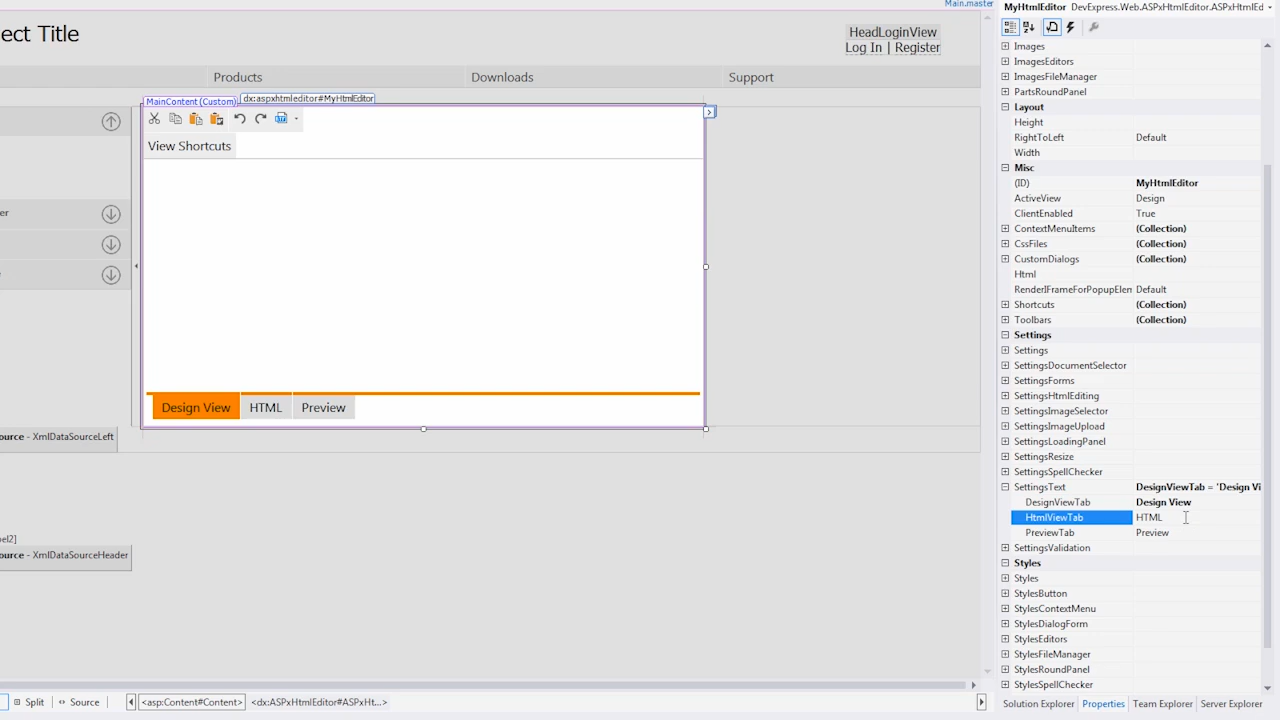 Main.master
ect Title
HeadLoginView
Log In | Register
Products
Downloads
Support
MainContent (Custom)
dx:aspxhtmleditor#MyHtmlEditor
View Shortcuts
er
Design View
HTML
Preview
ource - XmlDataSourceLeft
bel2]
ource - XmlDataSourceHeader
Split
Source
<asp:Content#Content>
<dx:ASPxHtmlEditor#ASPxHt...>
MyHtmlEditor DevExpress.Web.ASPxHtmlEditor.ASPxHtmlEd
Images
ImagesEditors
ImagesFileManager
PartsRoundPanel
Layout
Height
RightToLeft Default
Width
Misc
(ID) MyHtmlEditor
ActiveView Design
ClientEnabled True
ContextMenuItems (Collection)
CssFiles (Collection)
CustomDialogs (Collection)
Html
RenderIFrameForPopupElem Default
Shortcuts (Collection)
Toolbars (Collection)
Settings
Settings
SettingsDocumentSelector
SettingsForms
SettingsHtmlEditing
SettingsImageSelector
SettingsImageUpload
SettingsLoadingPanel
SettingsResize
SettingsSpellChecker
SettingsText DesignViewTab = 'Design Vi
DesignViewTab Design View
HtmlViewTab HTML
PreviewTab Preview
SettingsValidation
Styles
Styles
StylesButton
StylesContextMenu
StylesDialogForm
StylesEditors
StylesFileManager
StylesRoundPanel
StylesSpellChecker
Solution Explorer Properties Team Explorer Server Explorer